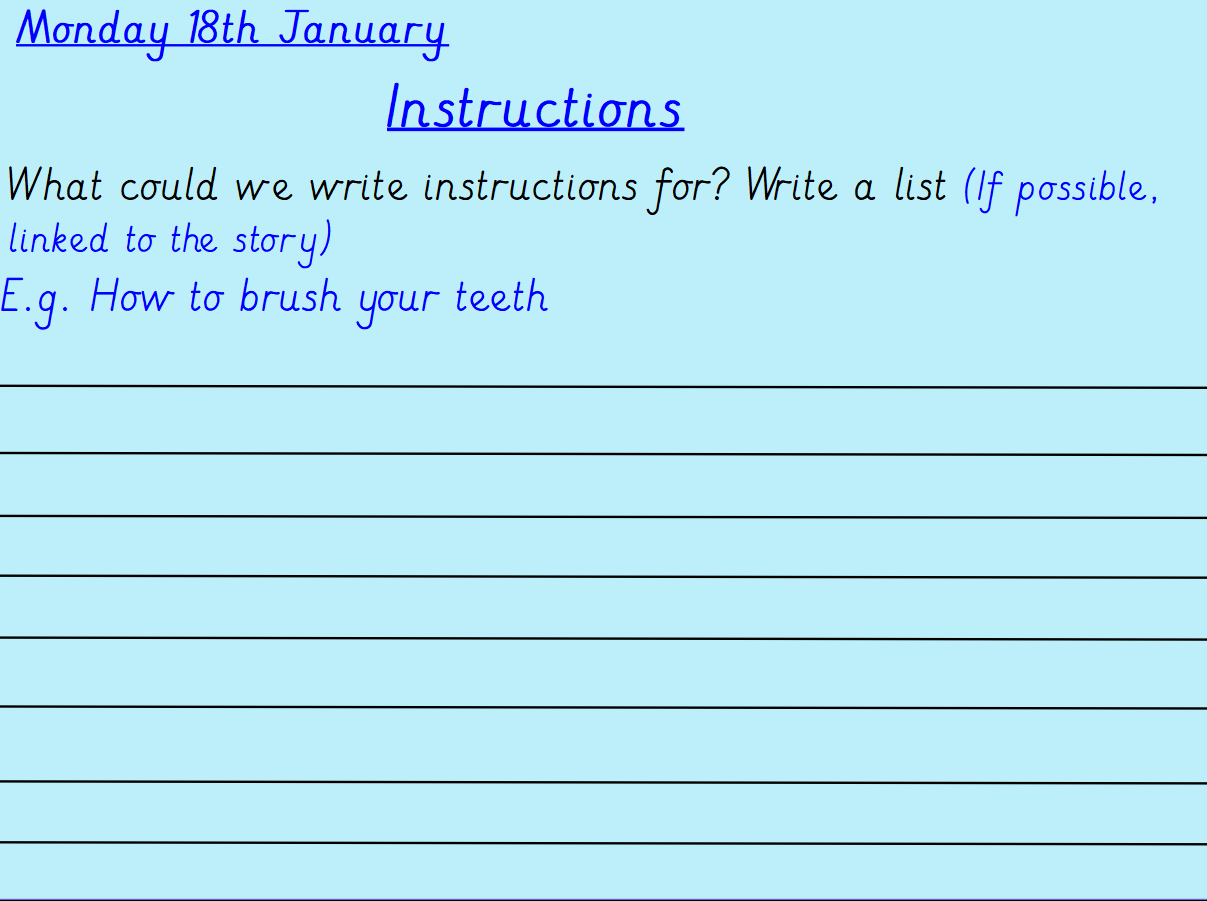 Monday 18th January
Instructions
What could we write instructions for? Write a list (If possible,
linked to the story)
E.g. How to brush your teeth